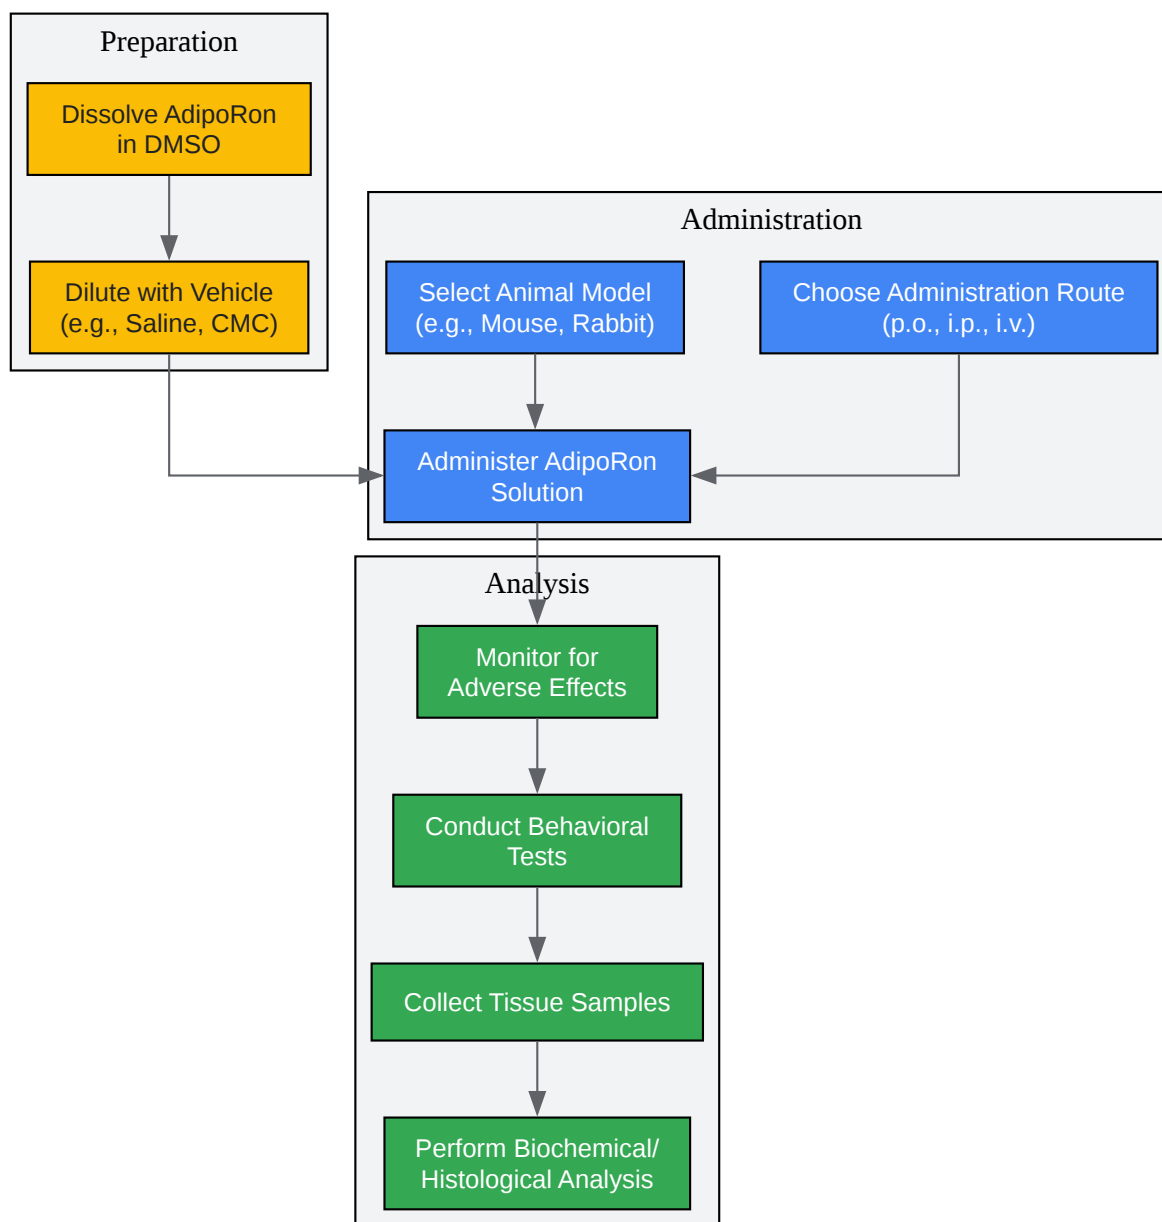 Preparation
Dissolve AdipoRon
in DMSO
Dilute with Vehicle
(e.g., Saline, CMC)
Administration
Select Animal Model
(e.g., Mouse, Rabbit)
Choose Administration Route
(p.o., i.p., i.v.)
Administer AdipoRon
Solution
Analysis
Monitor for
Adverse Effects
Conduct Behavioral
Tests
Collect Tissue Samples
Perform Biochemical/
Histological Analysis